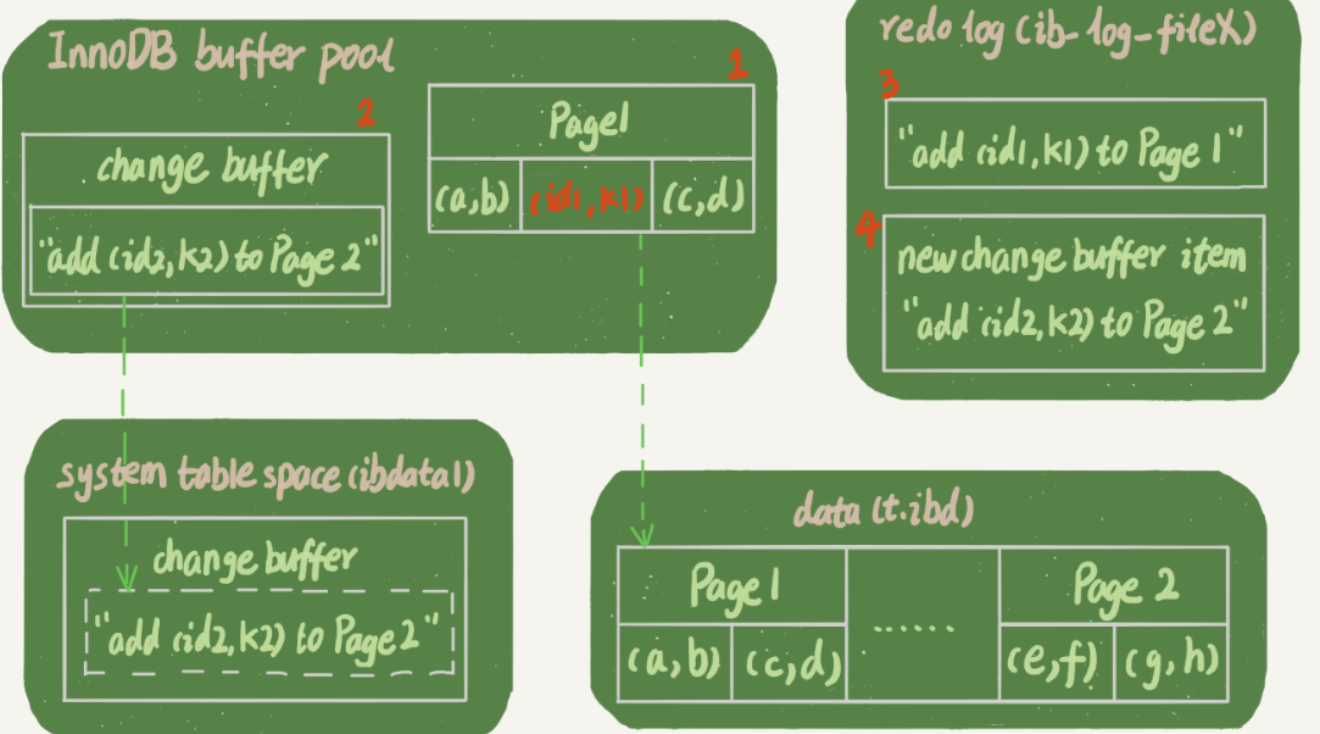 InnoDB buffer pool
1
2
Page1
(a,b) (id1,k1) (c,d)
change buffer
"add (id2,k2) to Page 2"
redo log (ib-log-fileX)
3
"add (id1,k1) to Page 1"
4
new change buffer item
"add (id2,k2) to Page 2"
system table space (ibdata1)
change buffer
"add (id2,k2) to Page 2"
data (t.ibd)
Page1 ...... Page 2
(a,b) (c,d) (e,f) (g,h)